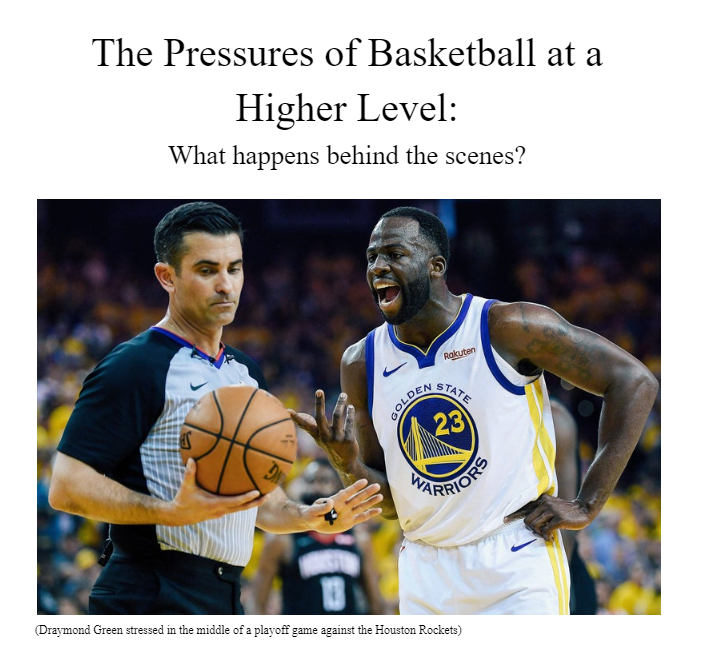 The Pressures of Basketball at a
Higher Level:
What happens behind the scenes?
Rakuten
GOLDEN STATE
23
WARRIORS
13
(Draymond Green stressed in the middle of a playoff game against the Houston Rockets)